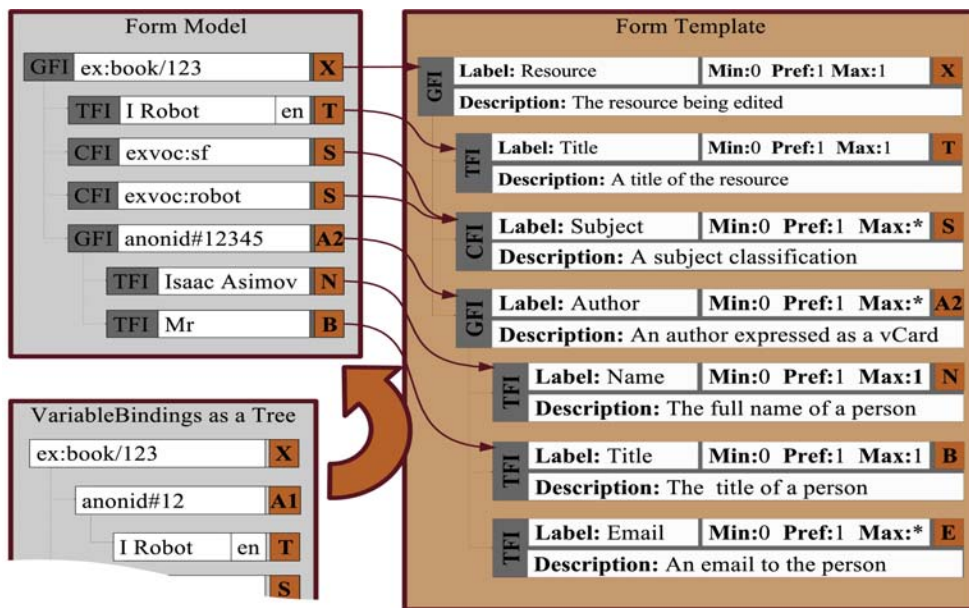 Form Model
GFI ex:book/123 X
TFI I Robot en T
CFI exvoc:sf S
CFI exvoc:robot S
GFI anonid#12345 A2
TFI Isaac Asimov N
TFI Mr B
VariableBindings as a Tree
ex:book/123 X
anonid#12 A1
I Robot en T
S
Form Template
GFI Label: Resource Min:0 Pref:1 Max:1 X
Description: The resource being edited
TFI Label: Title Min:0 Pref:1 Max:1 T
Description: A title of the resource
CFI Label: Subject Min:0 Pref:1 Max:* S
Description: A subject classification
GFI Label: Author Min:0 Pref:1 Max:* A2
Description: An author expressed as a vCard
TFI Label: Name Min:0 Pref:1 Max:1 N
Description: The full name of a person
TFI Label: Title Min:0 Pref:1 Max:1 B
Description: The title of a person
TFI Label: Email Min:0 Pref:1 Max:* E
Description: An email to the person